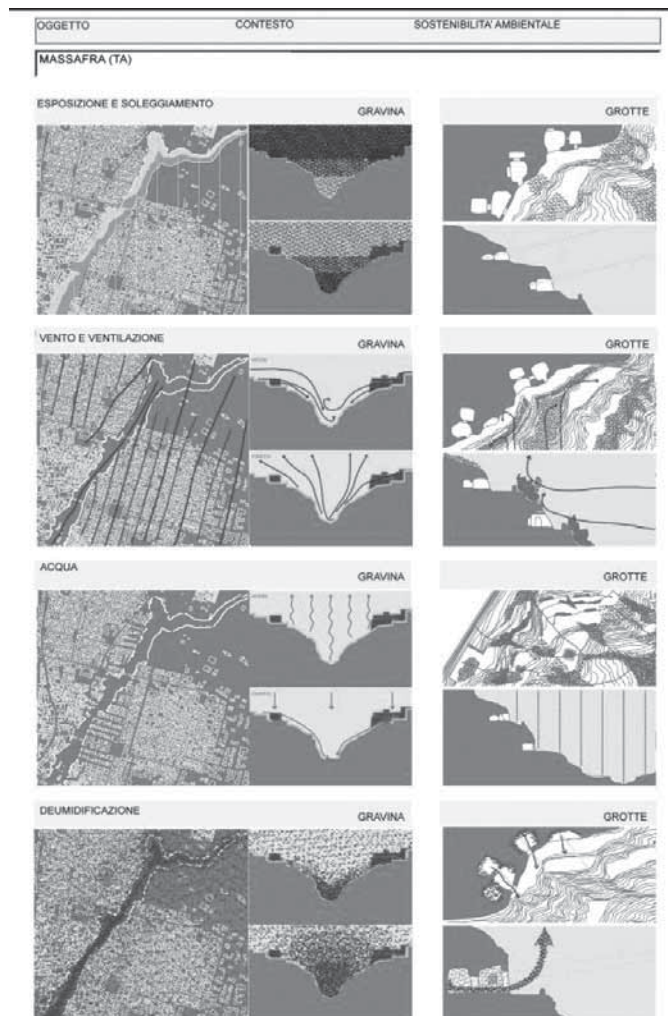 OGGETTO CONTESTO SOSTENIBILITA' AMBIENTALE
MASSAFRA (TA)
ESPOSIZIONE E SOLEGGIAMENTO GRAVINA GROTTE
VENTO E VENTILAZIONE GRAVINA GROTTE
ACQUA GRAVINA GROTTE
DEUMIDIFICAZIONE GRAVINA GROTTE